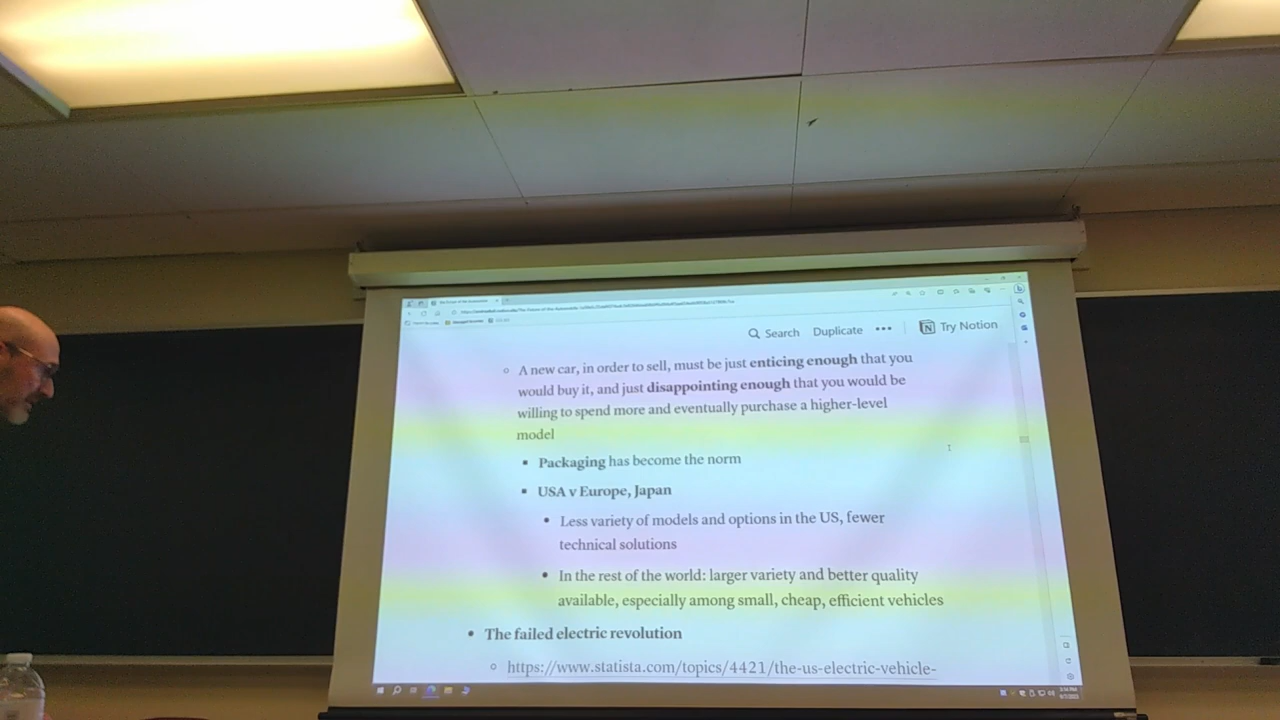 Search Duplicate ••• Try Notion
A new car, in order to sell, must be just enticing enough that you
would buy it, and just disappointing enough that you would be
willing to spend more and eventually purchase a higher-level
model
Packaging has become the norm
USA v Europe, Japan
Less variety of models and options in the US, fewer
technical solutions
In the rest of the world: larger variety and better quality
available, especially among small, cheap, efficient vehicles
The failed electric revolution
https://www.statista.com/topics/4421/the-us-electric-vehicle-